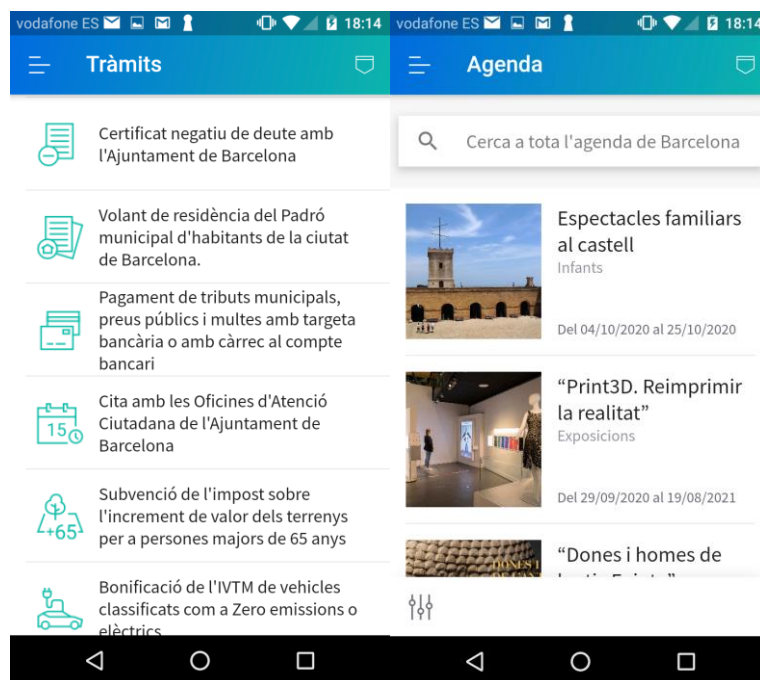 vodafone ES 18:14
Tràmits
Certificat negatiu de deute amb
l'Ajuntament de Barcelona
Volant de residència del Padró
municipal d'habitants de la ciutat
de Barcelona.
Pagament de tributs municipals,
preus públics i multes amb targeta
bancària o amb càrrec al compte
bancari
15
Cita amb les Oficines d'Atenció
Ciutadana de l'Ajuntament de
Barcelona
+65
Subvenció de l'impost sobre
l'increment de valor dels terrenys
per a persones majors de 65 anys
Bonificació de l'IVTM de vehicles
classificats com a Zero emissions o
elèctrics
vodafone ES 18:14
Agenda
Cerca a tota l'agenda de Barcelona
Espectacles familiars
al castell
Infants
Del 04/10/2020 al 25/10/2020
“Print3D. Reimprimir
la realitat”
Exposicions
Del 29/09/2020 al 19/08/2021
“Dones i homes de